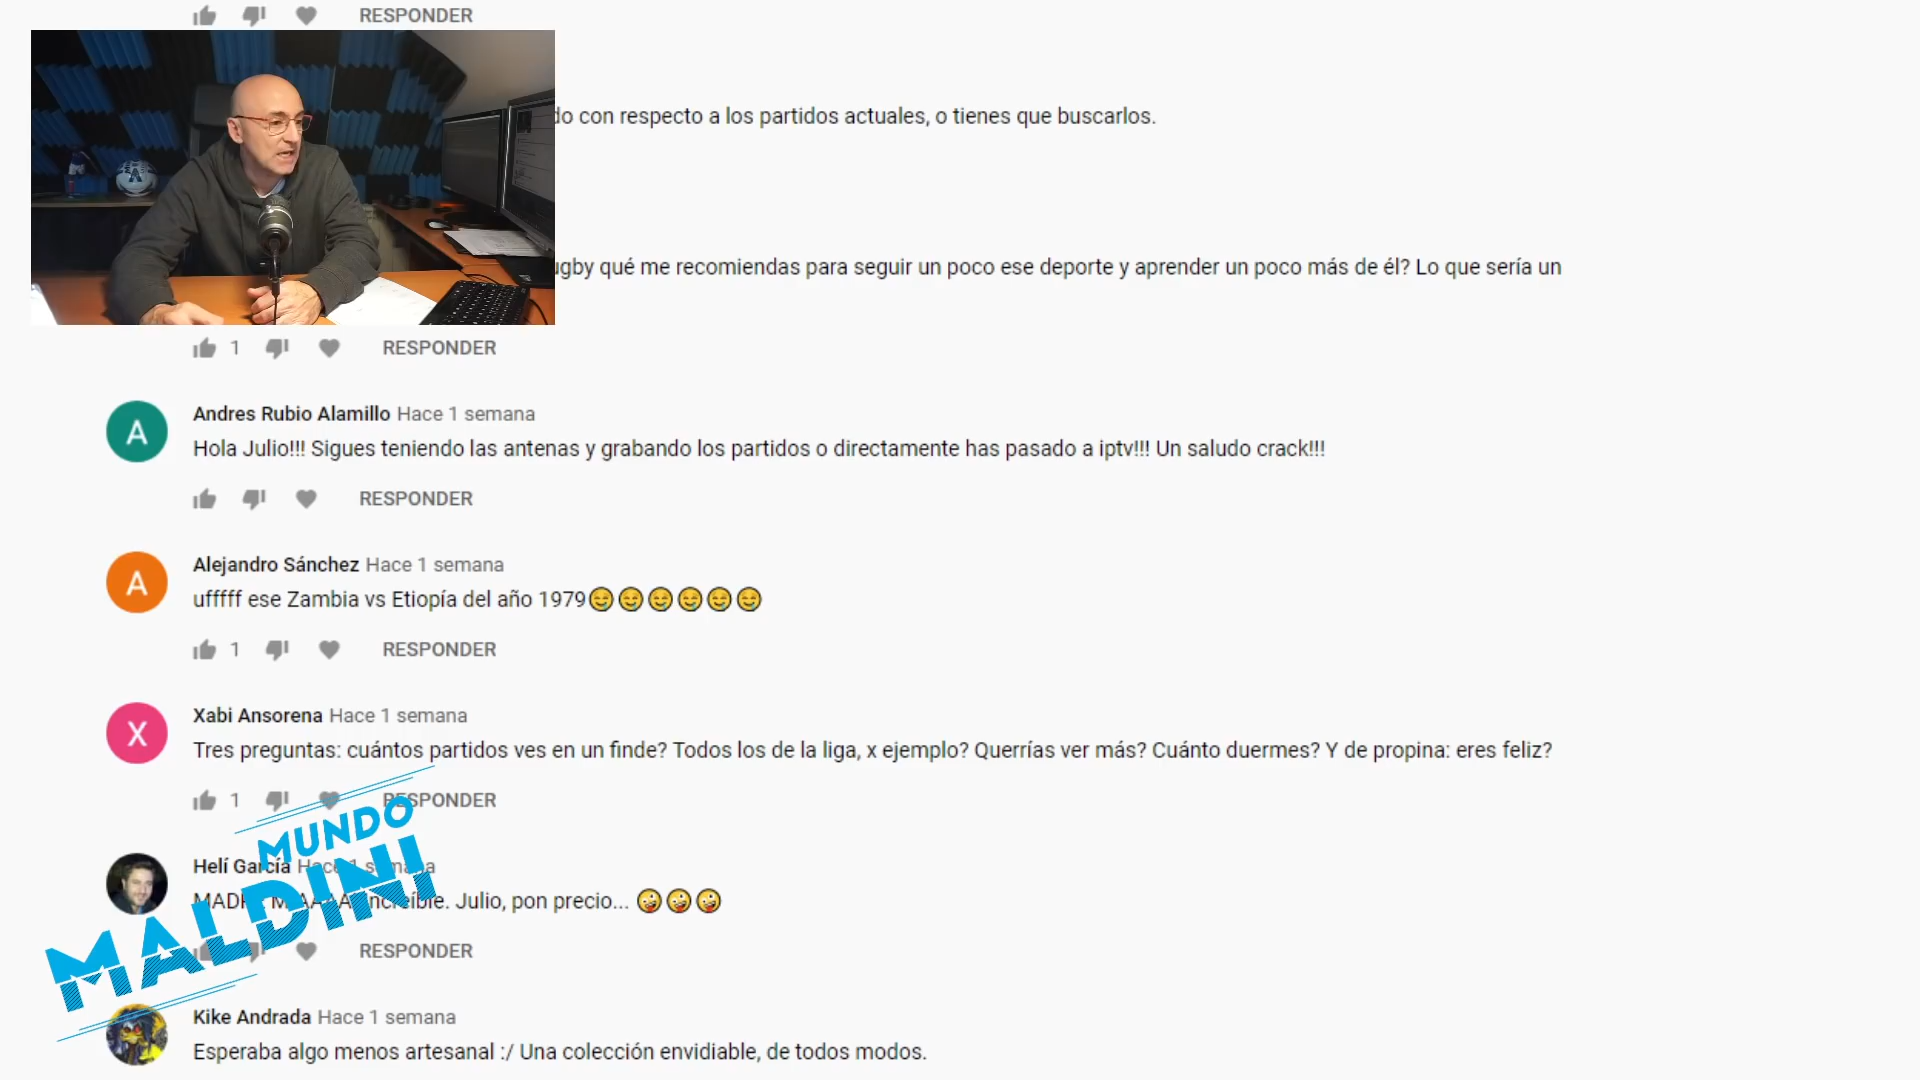 RESPONDER
do con respecto a los partidos actuales, o tienes que buscarlos.
ugby qué me recomiendas para seguir un poco ese deporte y aprender un poco más de él? Lo que sería un
1 RESPONDER
A
Andres Rubio Alamillo Hace 1 semana
Hola Julio!!! Sigues teniendo las antenas y grabando los partidos o directamente has pasado a iptv!!! Un saludo crack!!!
RESPONDER
A
Alejandro Sánchez Hace 1 semana
ufffff ese Zambia vs Etiopía del año 1979
1 RESPONDER
X
Xabi Ansorena Hace 1 semana
Tres preguntas: cuántos partidos ves en un finde? Todos los de la liga, x ejemplo? Querrías ver más? Cuánto duermes? Y de propina: eres feliz?
1 RESPONDER
MUNDO
MALDINI
Helí García Hace 1 semana
increíble. Julio, pon precio...
RESPONDER
Kike Andrada Hace 1 semana
Esperaba algo menos artesanal :/ Una colección envidiable, de todos modos.